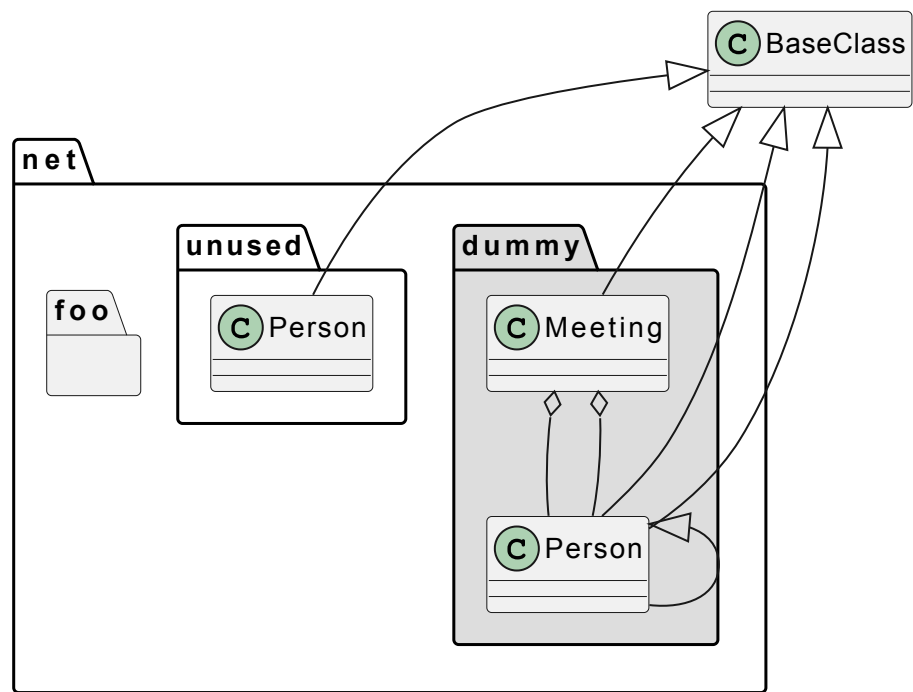 C BaseClass
net
unused
dummy
foo
C Person
C Meeting
C Person